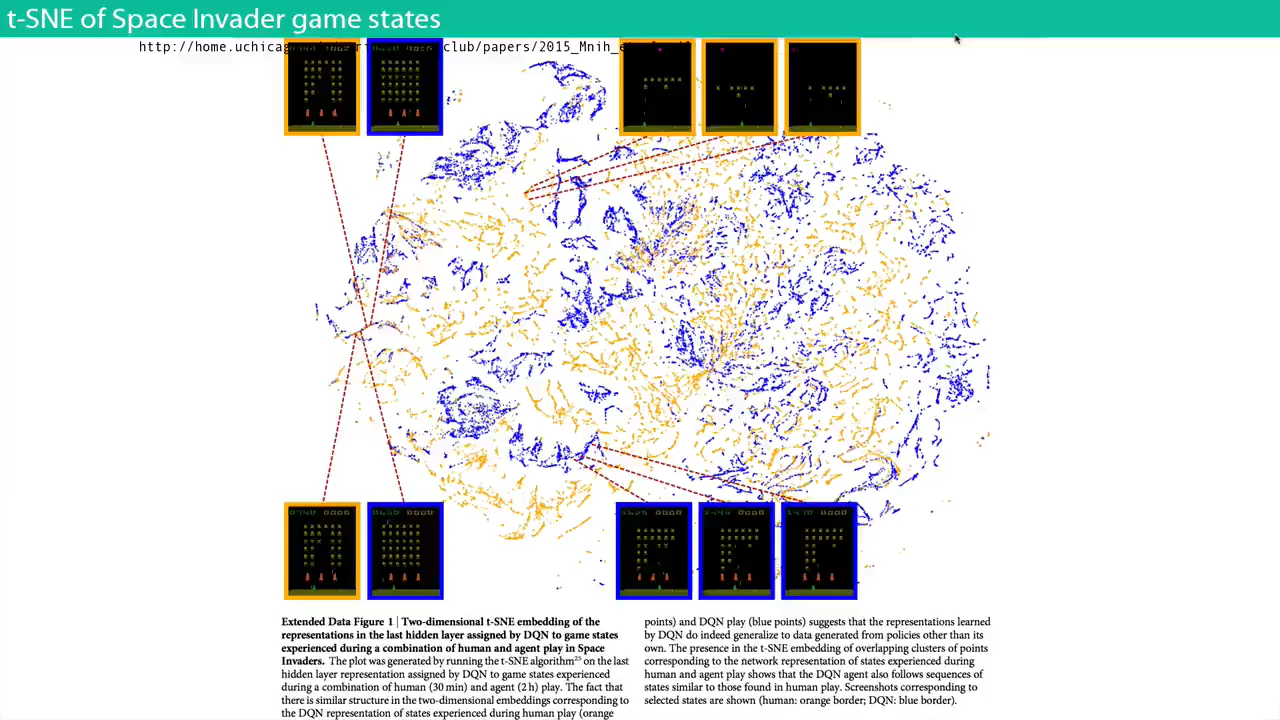 t-SNE of Space Invader game states
http://home.uchicag club/papers/2015_Mnih_e
Extended Data Figure 1 | Two-dimensional t-SNE embedding of the
representations in the last hidden layer assigned by DQN to game states
experienced during a combination of human and agent play in Space
Invaders. The plot was generated by running the t-SNE algorithm25 on the last
hidden layer representation assigned by DQN to game states experienced
during a combination of human (30 min) and agent (2 h) play. The fact that
there is similar structure in the two-dimensional embeddings corresponding to
the DQN representation of states experienced during human play (orange
points) and DQN play (blue points) suggests that the representations learned
by DQN do indeed generalize to data generated from policies other than its
own. The presence in the t-SNE embedding of overlapping clusters of points
corresponding to the network representation of states experienced during
human and agent play shows that the DQN agent also follows sequences of
states similar to those found in human play. Screenshots corresponding to
selected states are shown (human: orange border; DQN: blue border).